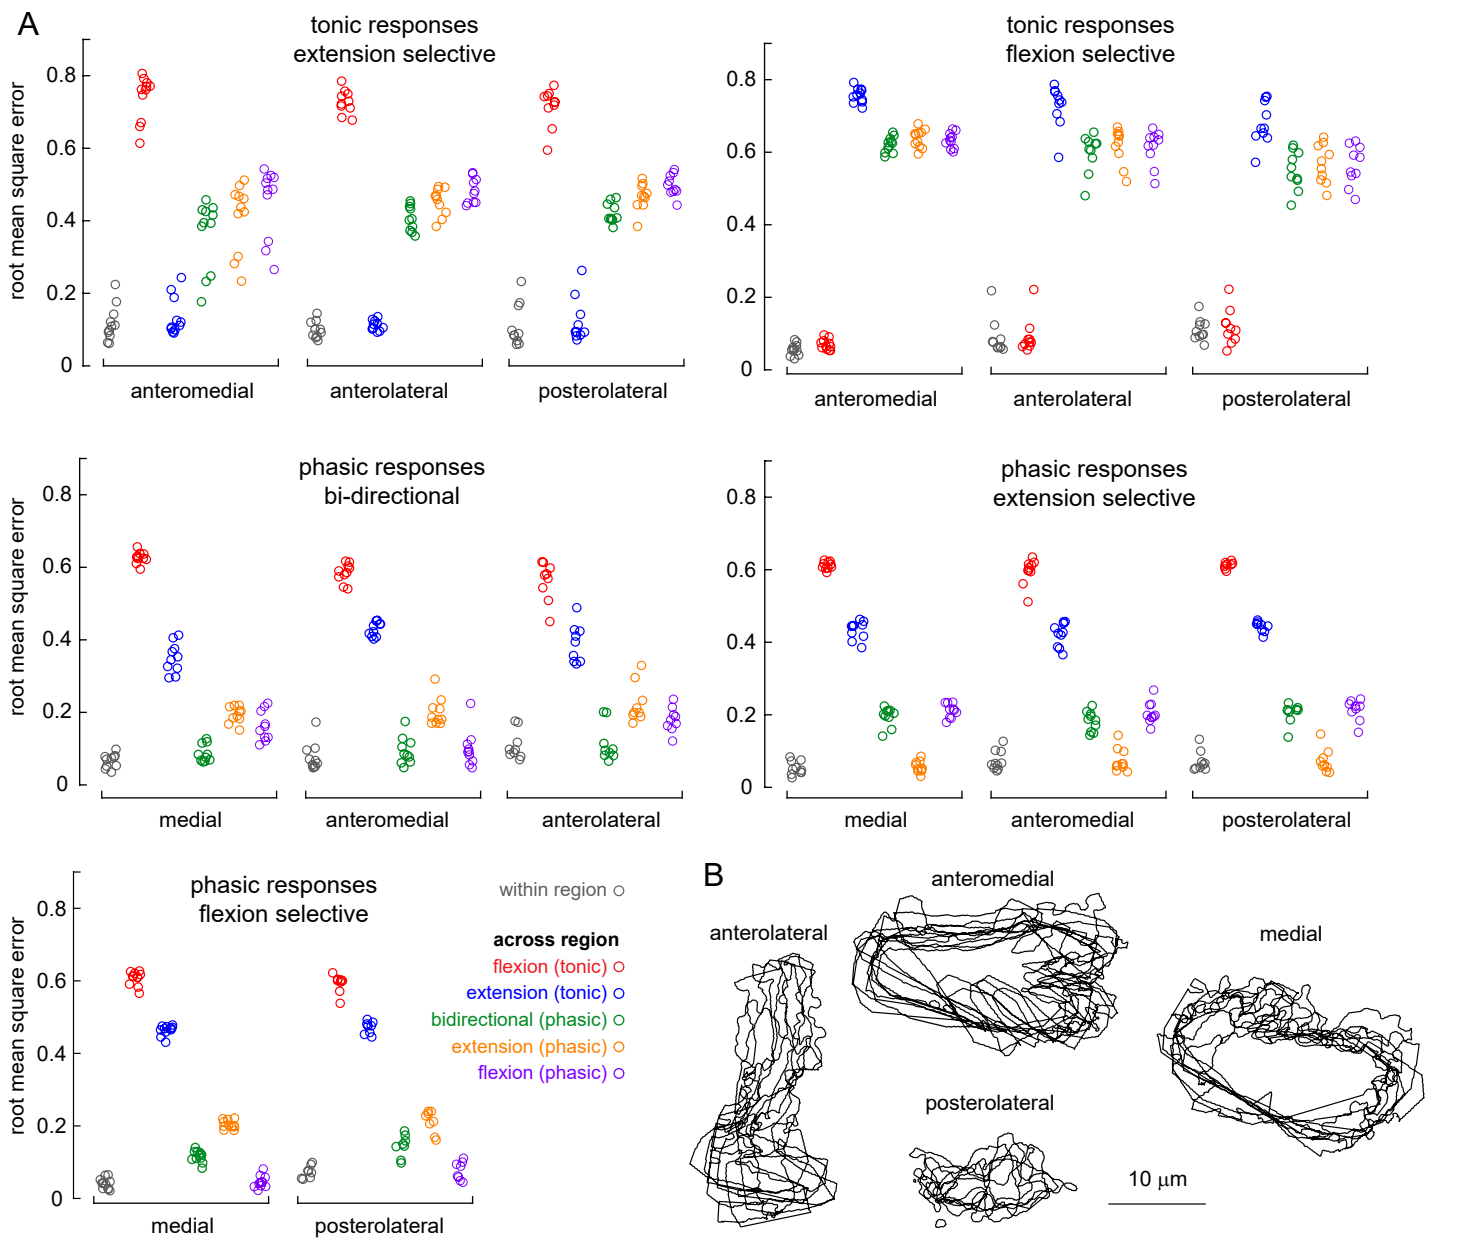 A
tonic responses
extension selective
root mean square error
0.8
0.6
0.4
0.2
0
anteromedial
anterolateral
posterolateral
tonic responses
flexion selective
0.8
0.6
0.4
0.2
0
anteromedial
anterolateral
posterolateral
phasic responses
bi-directional
root mean square error
0.8
0.6
0.4
0.2
0
medial
anteromedial
anterolateral
phasic responses
extension selective
0.8
0.6
0.4
0.2
0
medial
anteromedial
posterolateral
phasic responses
flexion selective
root mean square error
0.8
0.6
0.4
0.2
0
medial
posterolateral
within region
across region
flexion (tonic)
extension (tonic)
bidirectional (phasic)
extension (phasic)
flexion (phasic)
B
anteromedial
anterolateral
medial
posterolateral
10 μm